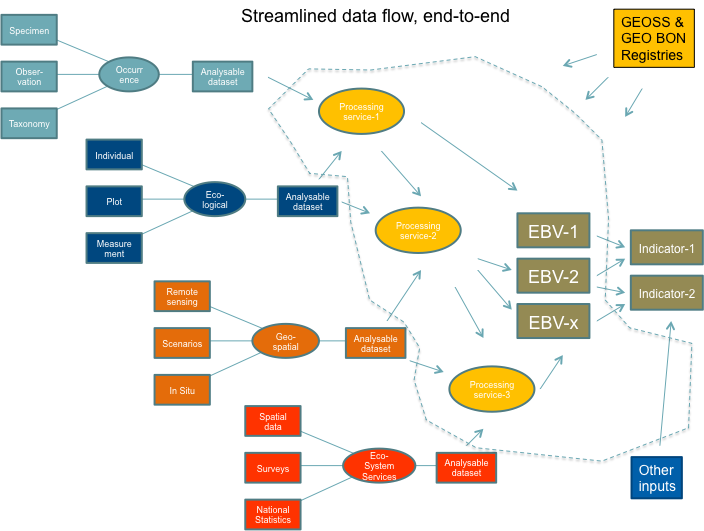 Streamlined data flow, end-to-end
GEOSS &
GEO BON
Registries
Specimen
Obser-
vation
Taxonomy
Occurr
ence
Analysable
dataset
Processing
service-1
Individual
Plot
Measure
ment
Eco-
logical
Analysable
dataset
Processing
service-2
EBV-1
EBV-2
EBV-x
Indicator-1
Indicator-2
Remote
sensing
Scenarios
In Situ
Geo-
spatial
Analysable
dataset
Processing
service-3
Spatial
data
Surveys
National
Statistics
Eco-
System
Services
Analysable
dataset
Other
inputs